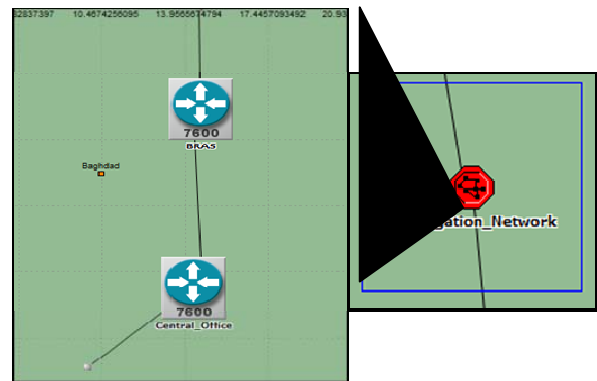 10.4674256095 13.9565674794 17.4457093492 20.93
7600
BRAS
Baghdad
7600
Central_Office
gation_Network